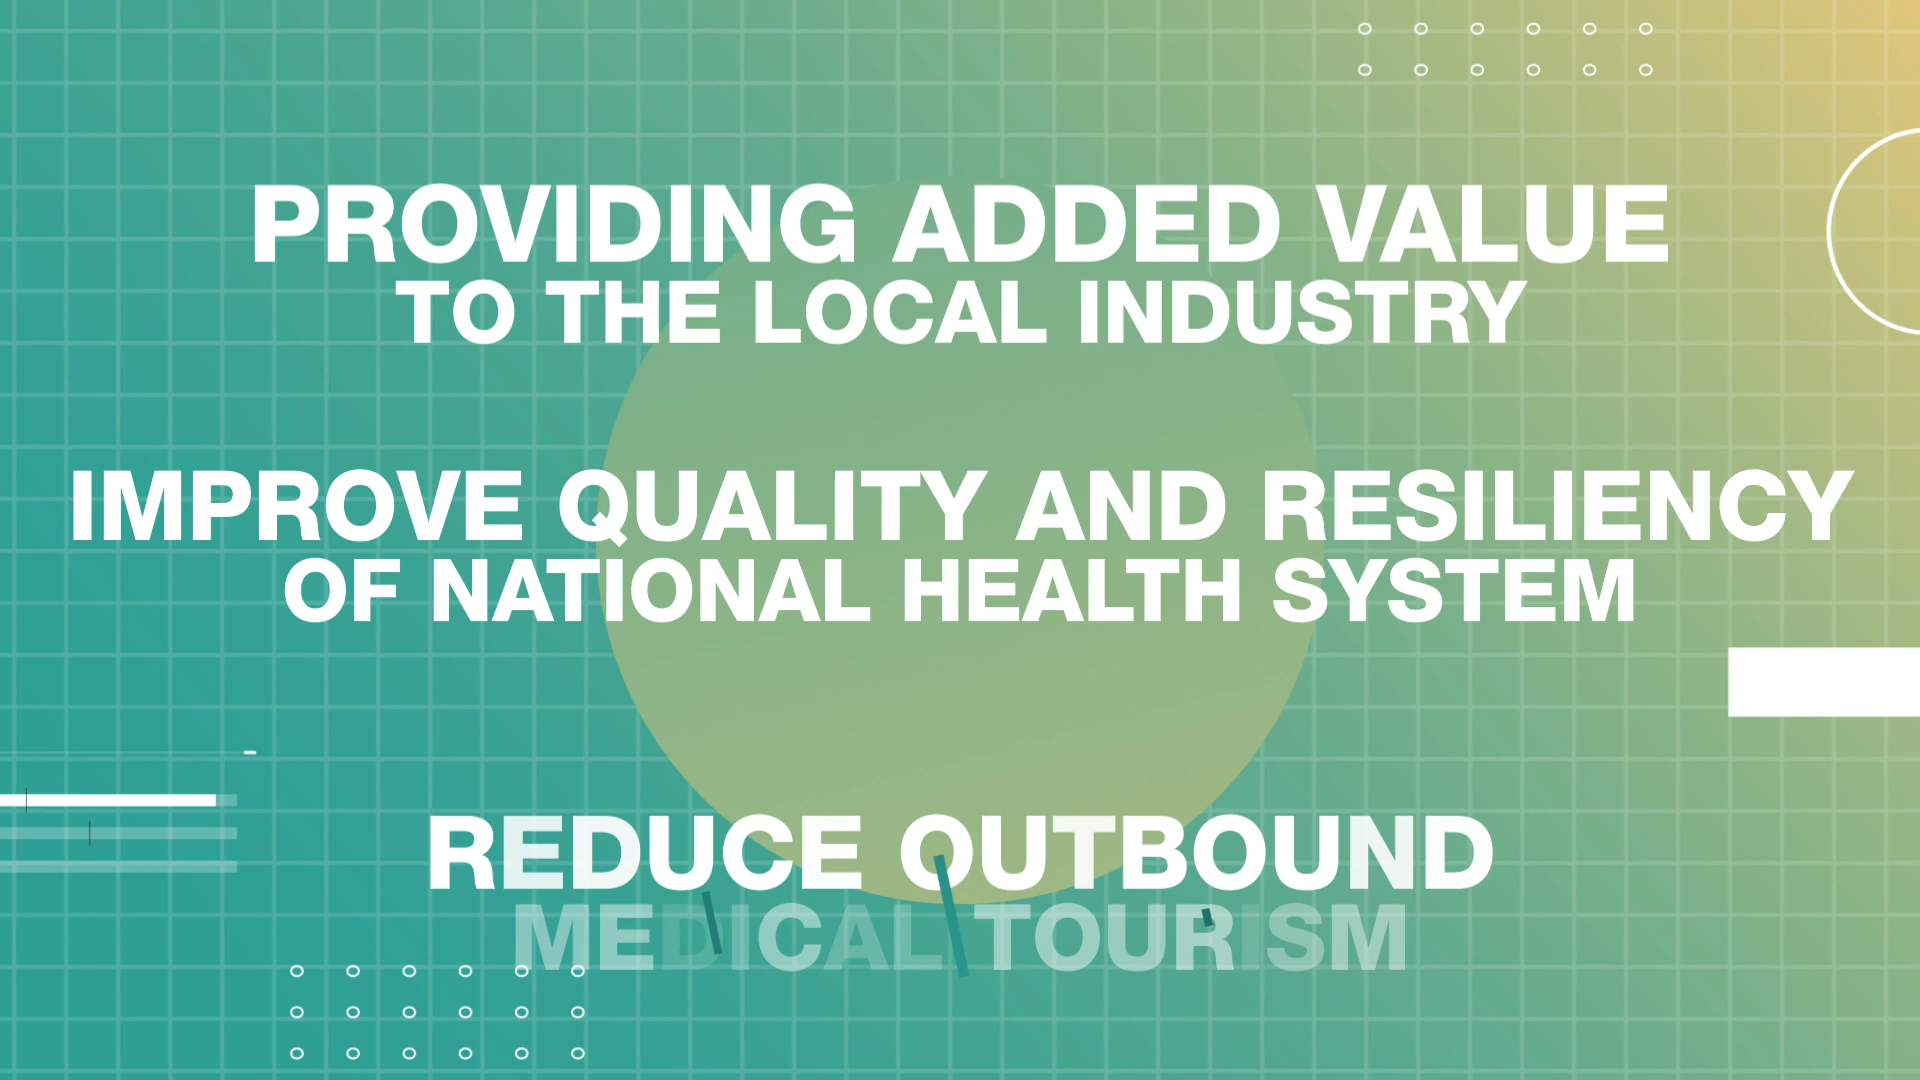 PROVIDING ADDED VALUE
TO THE LOCAL INDUSTRY
IMPROVE QUALITY AND RESILIENCY
OF NATIONAL HEALTH SYSTEM
REDUCE OUTBOUND
MEDICAL TOURISM